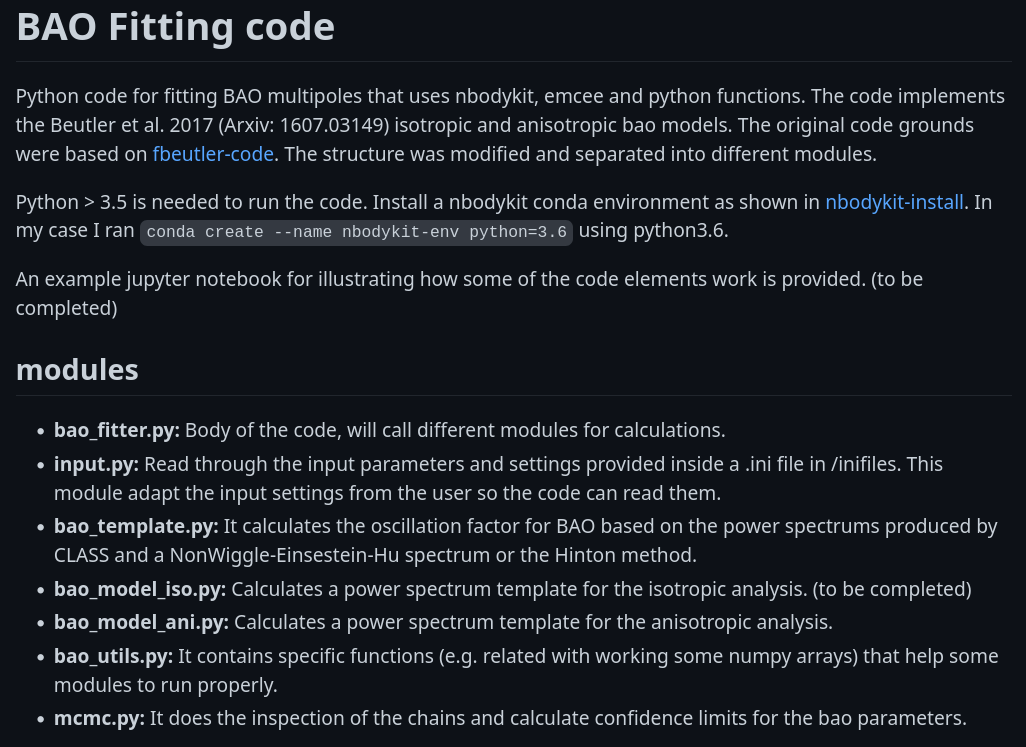 BAO Fitting code
Python code for fitting BAO multipoles that uses nbodykit, emcee and python functions. The code implements
the Beutler et al. 2017 (Arxiv: 1607.03149) isotropic and anisotropic bao models. The original code grounds
were based on fbeutler-code. The structure was modified and separated into different modules.
Python > 3.5 is needed to run the code. Install a nbodykit conda environment as shown in nbodykit-install. In
my case I ran conda create --name nbodykit-env python=3.6 using python3.6.
An example jupyter notebook for illustrating how some of the code elements work is provided. (to be
completed)
modules
• bao_fitter.py: Body of the code, will call different modules for calculations.
• input.py: Read through the input parameters and settings provided inside a .ini file in /inifiles. This
module adapt the input settings from the user so the code can read them.
• bao_template.py: It calculates the oscillation factor for BAO based on the power spectrums produced by
CLASS and a NonWiggle-Einsestein-Hu spectrum or the Hinton method.
• bao_model_iso.py: Calculates a power spectrum template for the isotropic analysis. (to be completed)
• bao_model_ani.py: Calculates a power spectrum template for the anisotropic analysis.
• bao_utils.py: It contains specific functions (e.g. related with working some numpy arrays) that help some
modules to run properly.
• mcmc.py: It does the inspection of the chains and calculate confidence limits for the bao parameters.